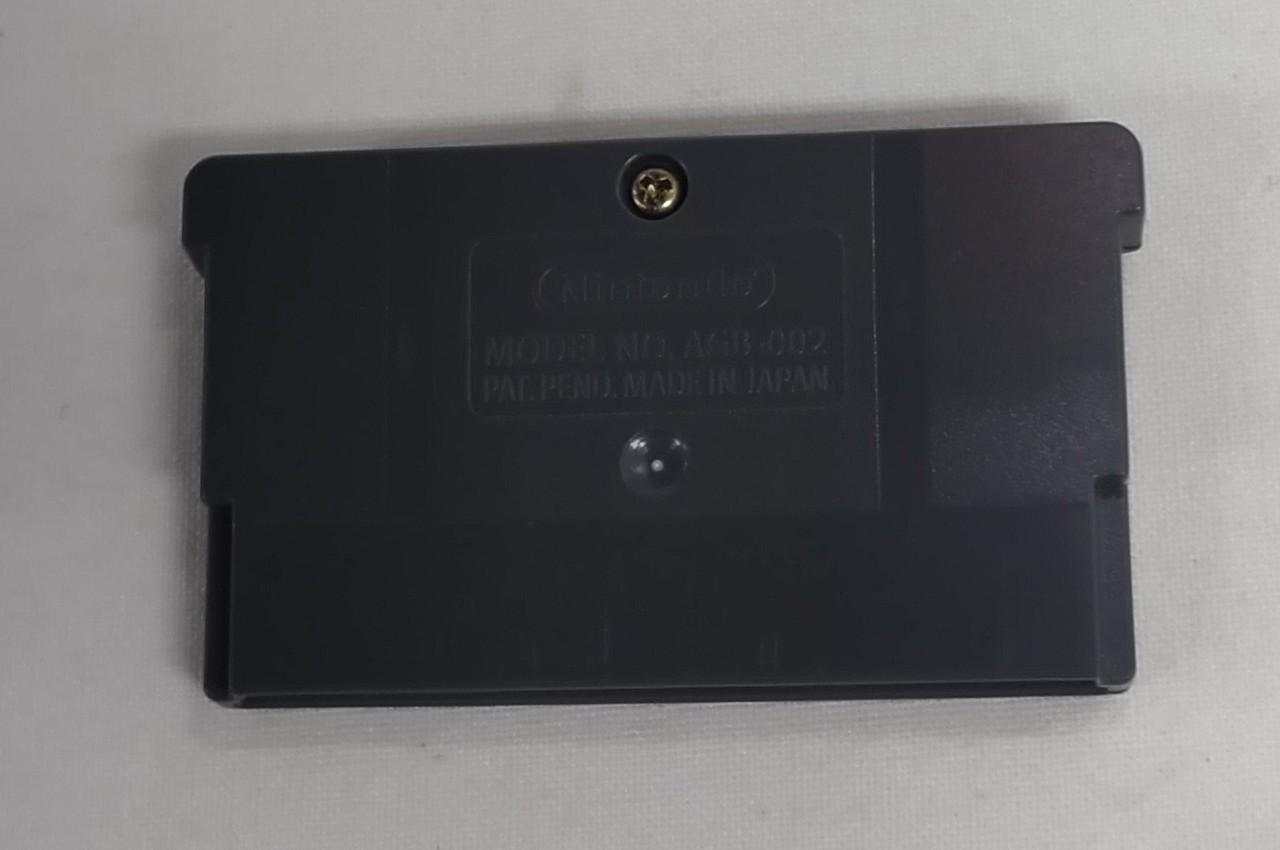 Nintendo
MODEL NO. AGB-002
PAT. PEND. MADE IN JAPAN